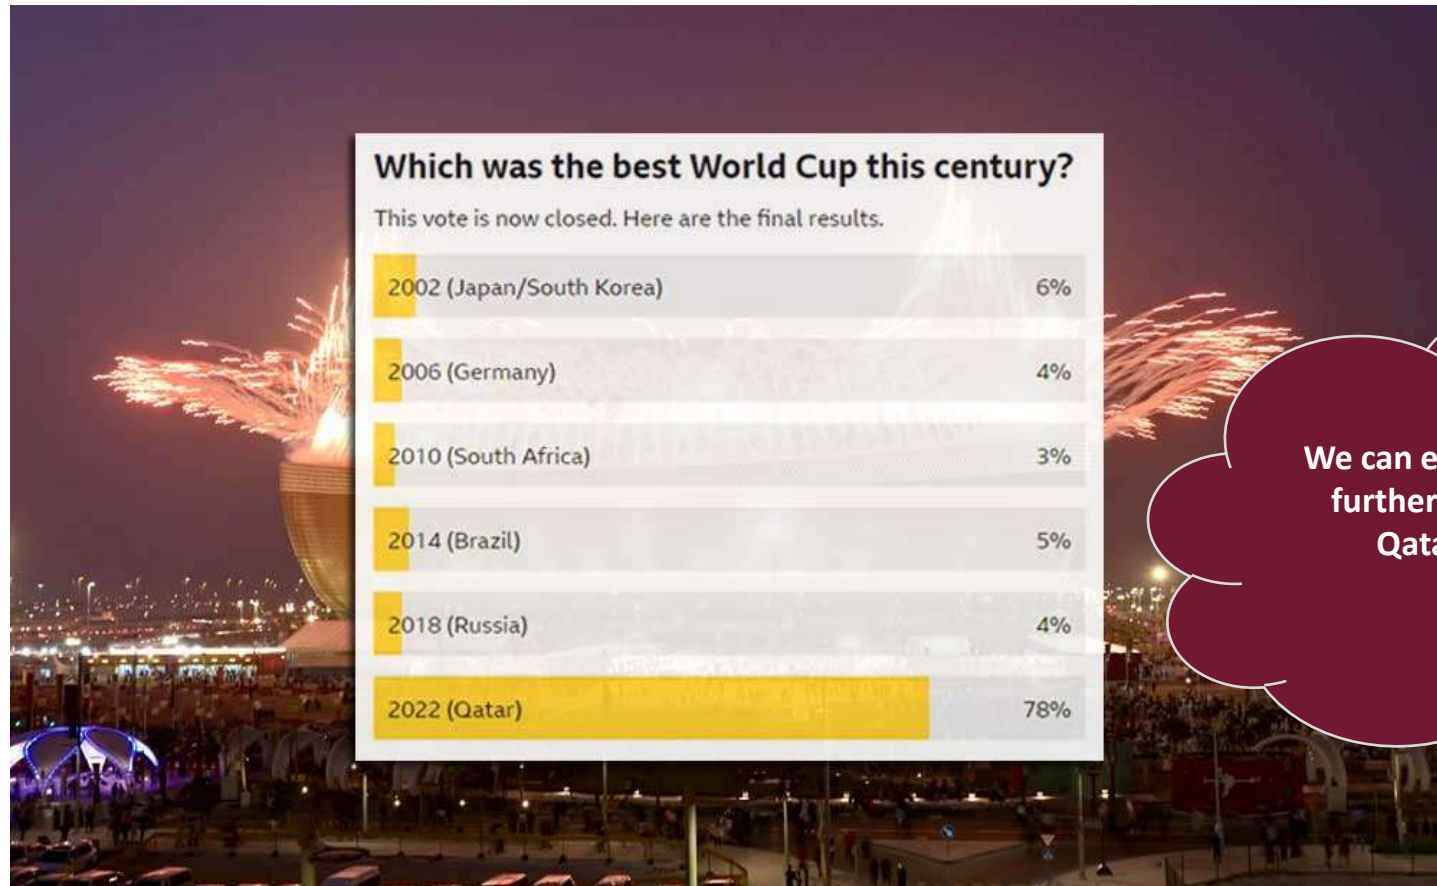 Which was the best World Cup this century?
This vote is now closed. Here are the final results.
2002 (Japan/South Korea) 6%
2006 (Germany) 4%
2010 (South Africa) 3%
2014 (Brazil) 5%
2018 (Russia) 4%
2022 (Qatar) 78%
We can
further